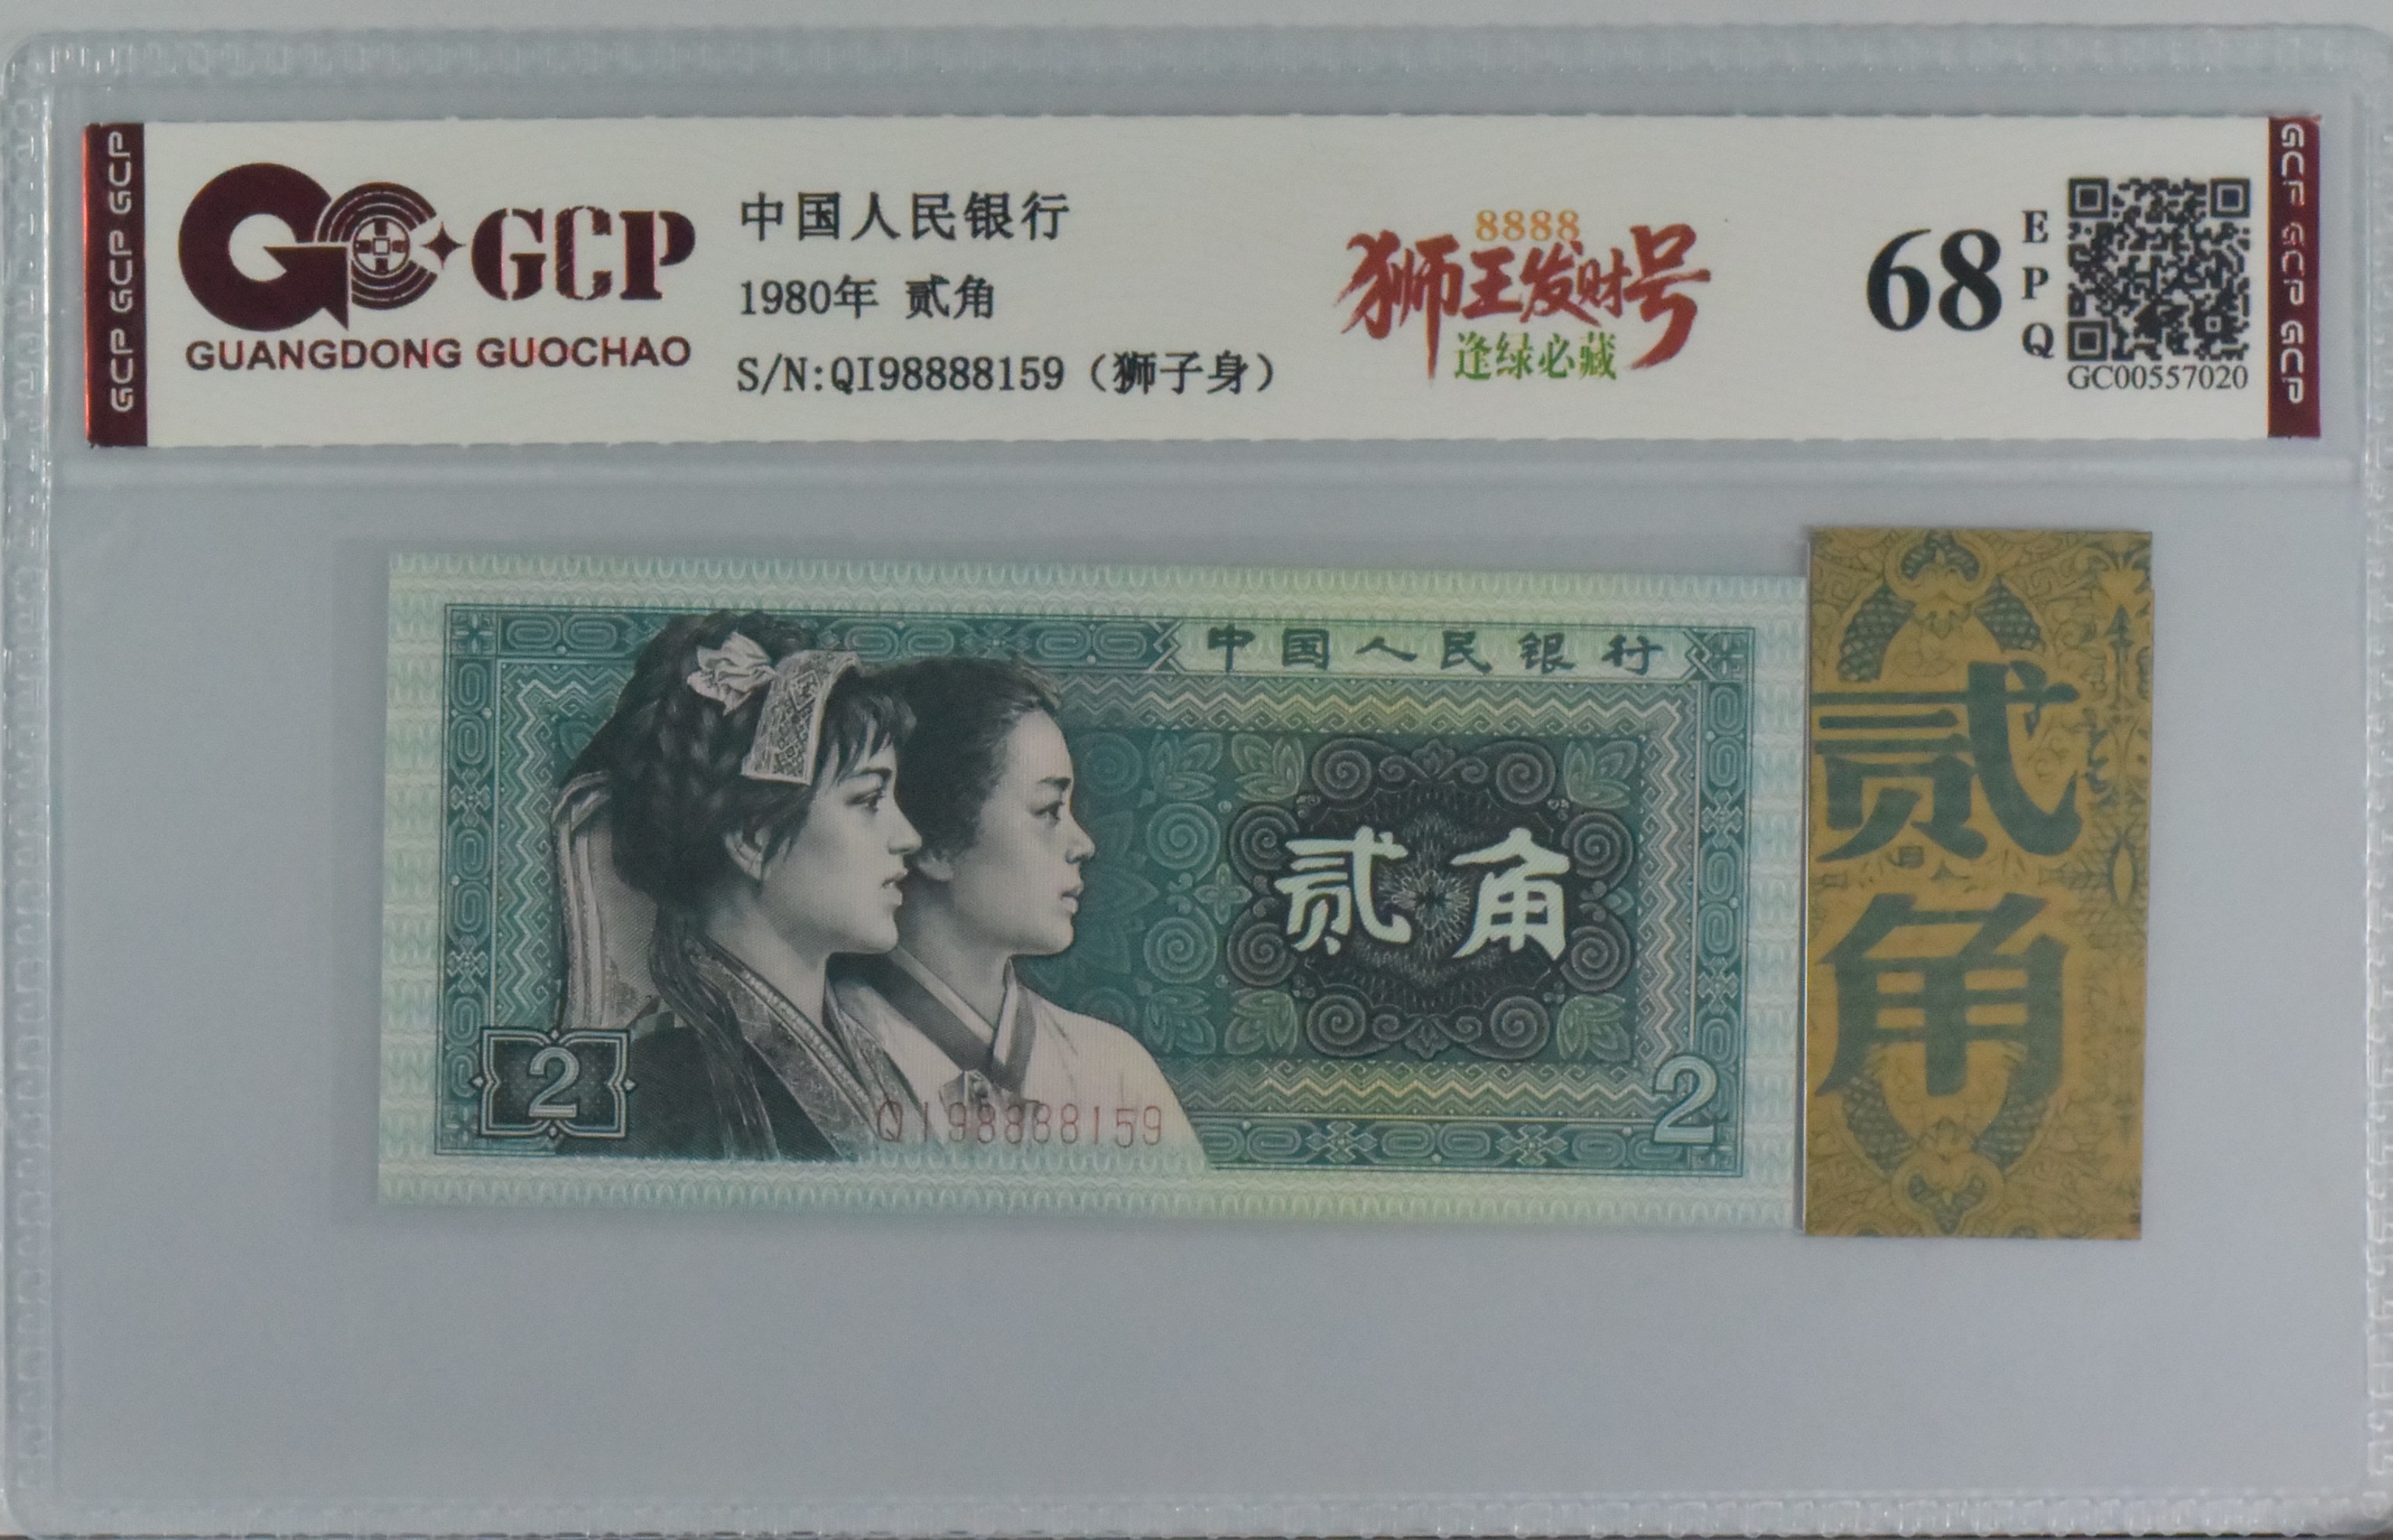 GCP GCP GCP
GCP
GUANGDONG GUOCHAO
中国人民银行
1980年 贰角
S/N:QI98888159（狮子身）
8888
狮王发财号
逢绿必藏
68
E
P
Q
GC00557020
GCP GCP GCP
中国人民银行
贰角
2
2
QI98888159
贰
角